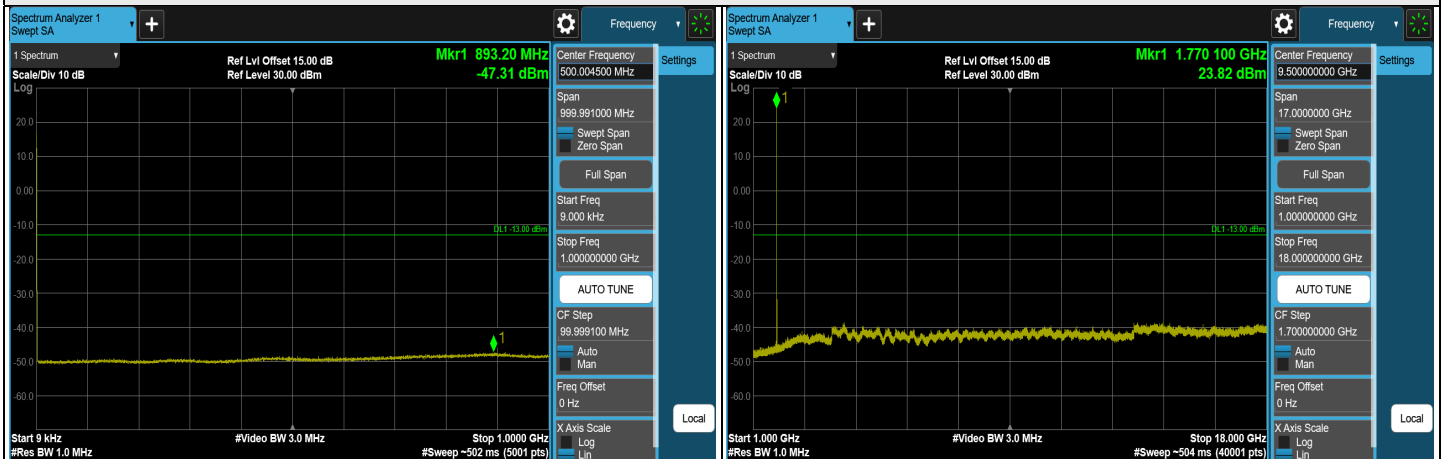 Spectrum Analyzer 1
Swept SA
+
Frequency
1 Spectrum
Scale/Div 10 dB
Log
Ref Lvl Offset 15.00 dB
Ref Level 30.00 dBm
Mkr1 893.20 MHz
-47.31 dBm
20.0
10.0
0.00
-10.0
-20.0
-30.0
-40.0
-50.0
-60.0
DL1 -13.00 dBm
1
Start 9 kHz
#Res BW 1.0 MHz
#Video BW 3.0 MHz
Stop 1.0000 GHz
#Sweep ~502 ms (5001 pts)
Center Frequency
500.004500 MHz
Settings
Span
999.991000 MHz
Swept Span
Zero Span
Full Span
Start Freq
9.000 kHz
Stop Freq
1.000000000 GHz
AUTO TUNE
CF Step
99.999100 MHz
Auto
Man
Freq Offset
0 Hz
X Axis Scale
Log
Lin
Local
Spectrum Analyzer 1
Swept SA
+
Frequency
1 Spectrum
Scale/Div 10 dB
Log
Ref Lvl Offset 15.00 dB
Ref Level 30.00 dBm
Mkr1 1.770 100 GHz
23.82 dBm
1
20.0
10.0
0.00
-10.0
-20.0
-30.0
-40.0
-50.0
-60.0
DL1 -13.00 dBm
Start 1.000 GHz
#Res BW 1.0 MHz
#Video BW 3.0 MHz
Stop 18.000 GHz
#Sweep ~504 ms (40001 pts)
Center Frequency
9.500000000 GHz
Settings
Span
17.0000000 GHz
Swept Span
Zero Span
Full Span
Start Freq
1.000000000 GHz
Stop Freq
18.000000000 GHz
AUTO TUNE
CF Step
1.700000000 GHz
Auto
Man
Freq Offset
0 Hz
X Axis Scale
Log
Lin
Local